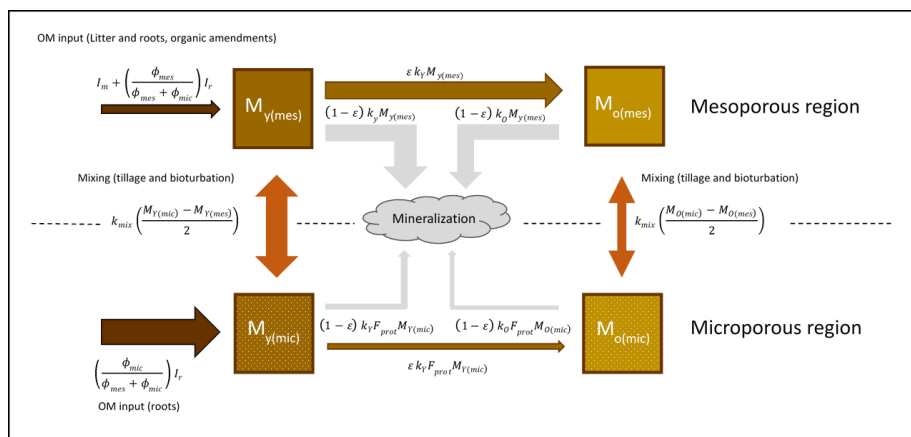 OM input (Litter and roots, organic amendments)
I_m + (ϕ_mes / (ϕ_mes + ϕ_mic)) I_r
M_y(mes)
ε k_Y M_y(mes)
M_o(mes)
Mesoporous region
(1 − ε) k_y M_y(mes)
(1 − ε) k_O M_y(mes)
Mixing (tillage and bioturbation)
Mixing (tillage and bioturbation)
k_mix ((M_Y(mic) − M_Y(mes)) / 2)
Mineralization
k_mix ((M_O(mic) − M_O(mes)) / 2)
M_y(mic)
(1 − ε) k_Y F_prot M_Y(mic)
(1 − ε) k_O F_prot M_O(mic)
M_o(mic)
Microporous region
ε k_Y F_prot M_Y(mic)
(ϕ_mic / (ϕ_mes + ϕ_mic)) I_r
OM input (roots)